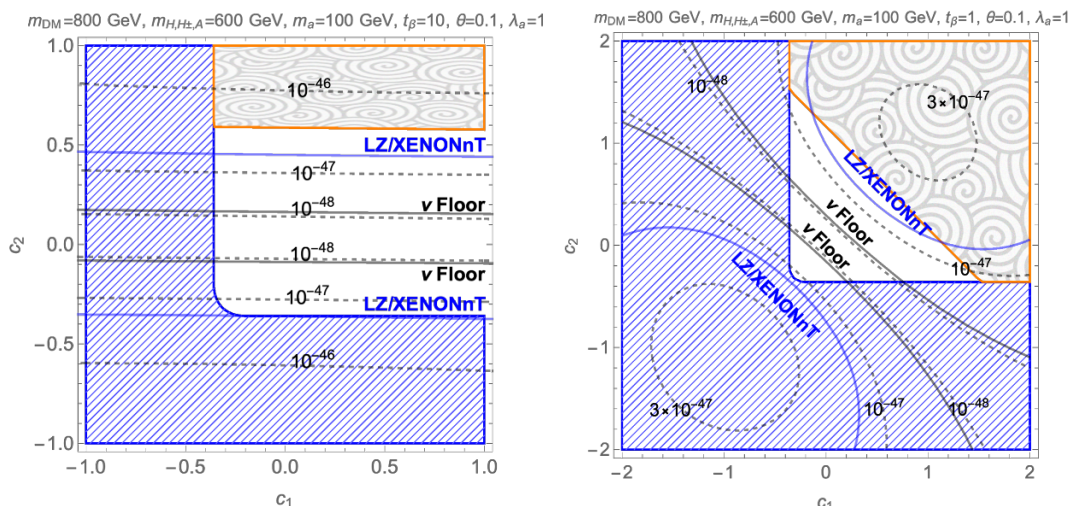 m_DM=800 GeV, m_H,H±,A=600 GeV, m_a=100 GeV, t_β=10, θ=0.1, λ_a=1
1.0
0.5
0.0
−0.5
−1.0
c₂
10⁻⁴⁶
LZ/XENONnT
10⁻⁴⁷
ν Floor
10⁻⁴⁸
10⁻⁴⁸
ν Floor
10⁻⁴⁷
LZ/XENONnT
10⁻⁴⁶
−1.0
−0.5
0.0
0.5
1.0
c₁
m_DM=800 GeV, m_H,H±,A=600 GeV, m_a=100 GeV, t_β=1, θ=0.1, λ_a=1
2
1
0
−1
−2
c₂
10⁻⁴⁸
3×10⁻⁴⁷
LZ/XENONnT
ν Floor
ν Floor
10⁻⁴⁷
LZ/XENONnT
3×10⁻⁴⁷
10⁻⁴⁷
10⁻⁴⁸
−2
−1
0
1
2
c₁